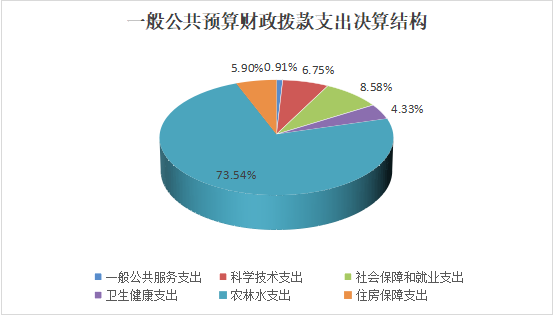 一般公共预算财政拨款支出决算结构
5.90% 0.91% 6.75%
8.58%
4.33%
73.54%
一般公共服务支出 科学技术支出 社会保障和就业支出
卫生健康支出 农林水支出 住房保障支出